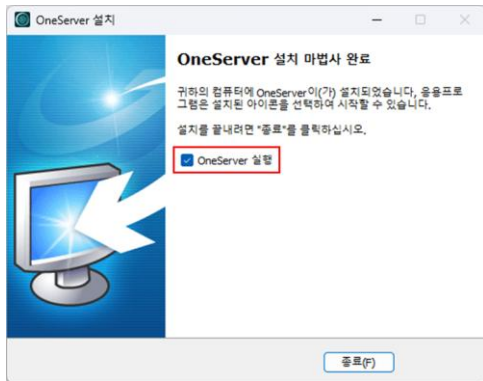 OneServer 설치
OneServer 설치 마법사 완료
귀하의 컴퓨터에 OneServer이(가) 설치되었습니다, 응용프로
그램은 설치된 아이콘을 선택하여 시작할 수 있습니다.
설치를 끝내려면 "종료"를 클릭하십시오.
OneServer 실행
종료(F)